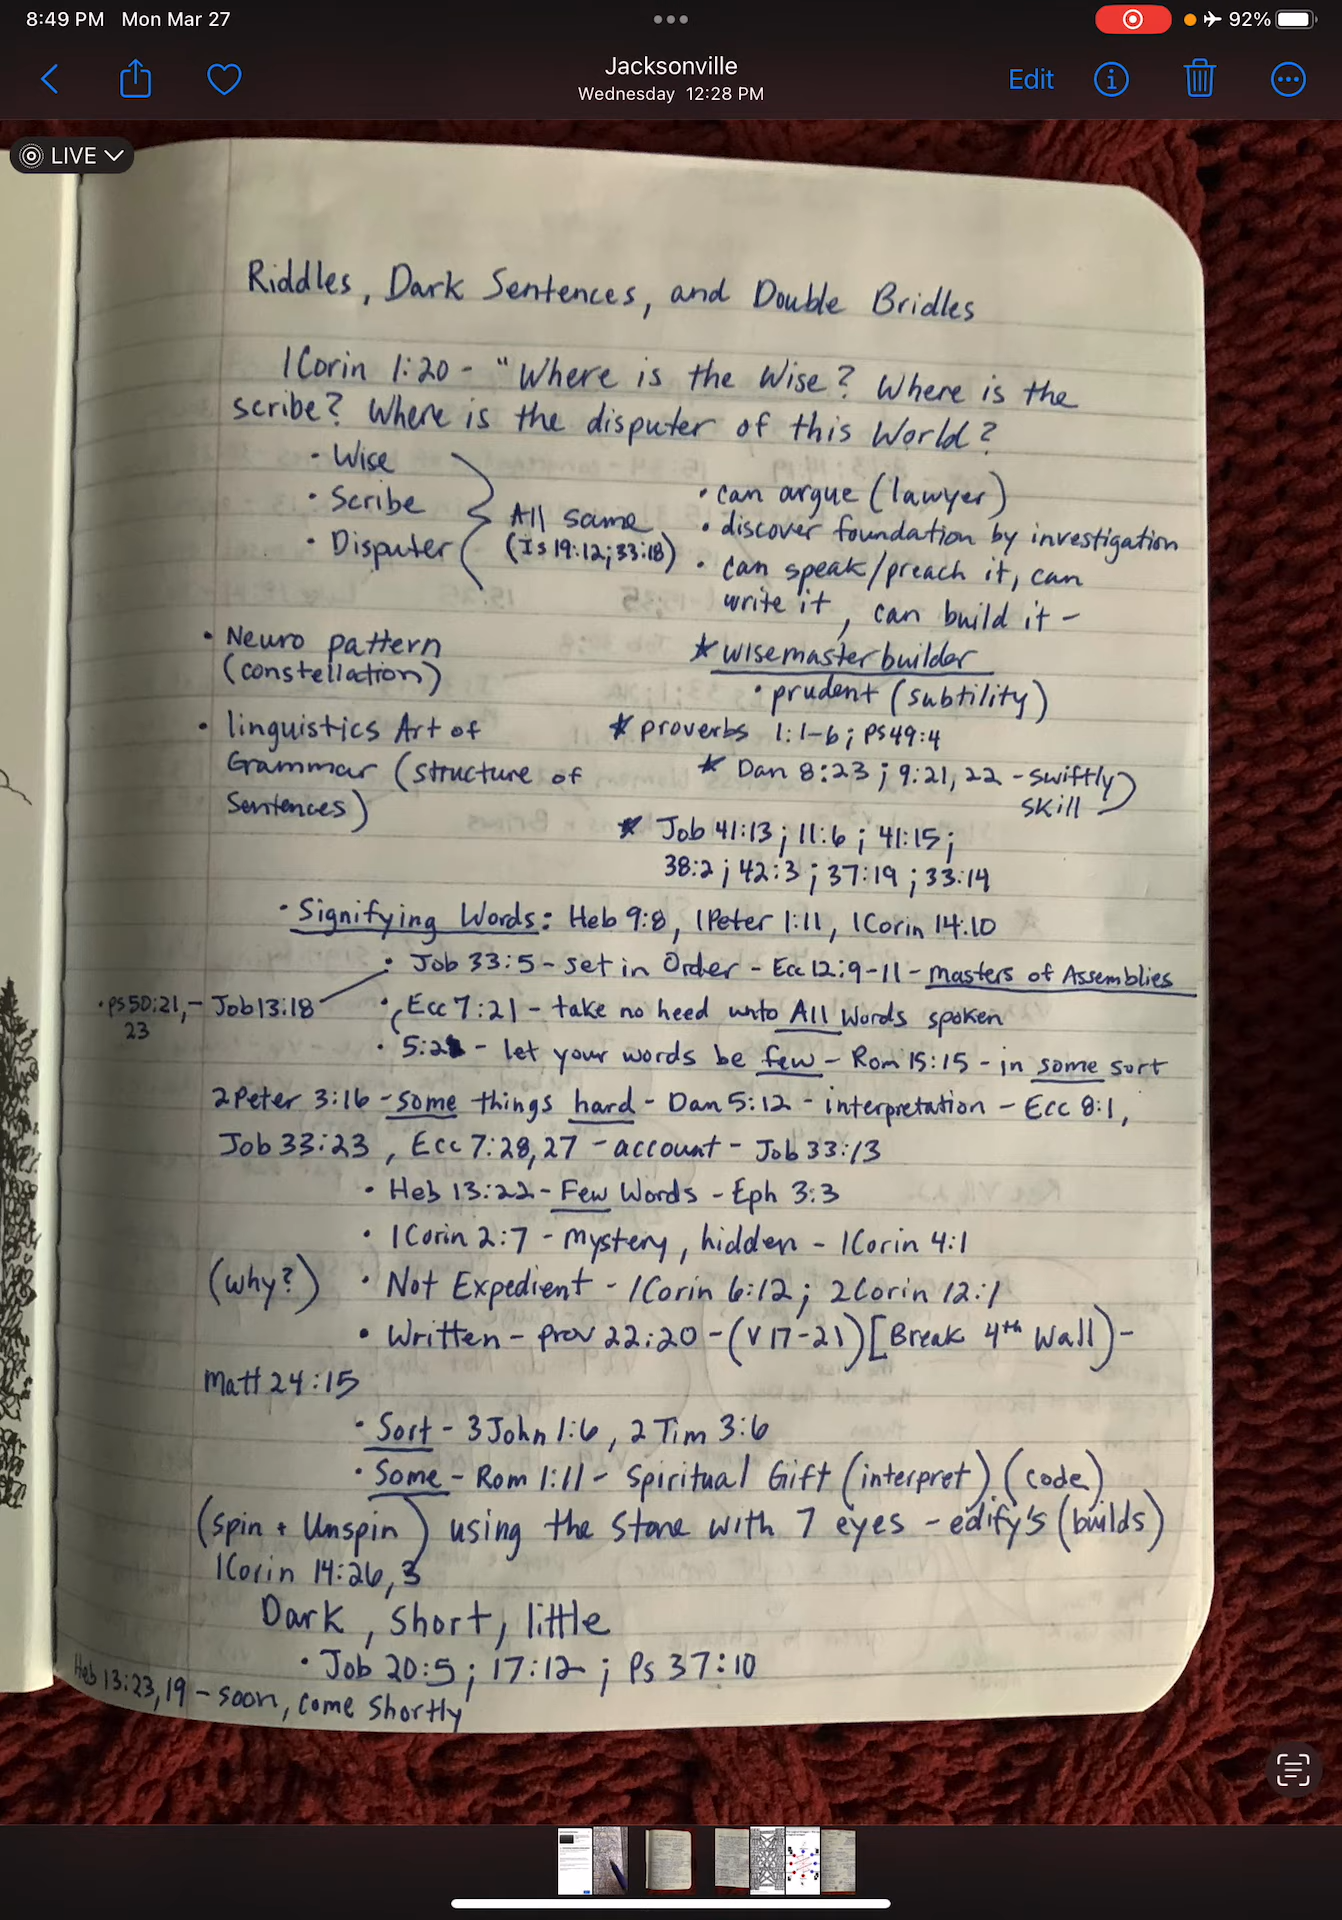 8:49 PM Mon Mar 27
92%
Jacksonville
Wednesday 12:28 PM
Edit
LIVE
Riddles, Dark Sentences, and Double Bridles
1Corin 1:20 - "Where is the Wise? Where is the
scribe? Where is the disputer of this World?
• Wise
• Scribe
• Disputer
All same
(Is 19:12; 33:18)
• can argue (lawyer)
• discover foundation by investigation
• can speak/preach it, can
write it, can build it -
• Neuro pattern
(constellation)
• linguistics Art of
Grammar (structure of
Sentences)
* wisemasterbuilder
• prudent (subtility)
* proverbs 1:1-6; PS 49:4
* Dan 8:23; 9:21, 22 - swiftly
skill
* Job 41:13; 11:6; 41:15;
38:2; 42:3; 37:19; 33:14
• Signifying Words: Heb 9:8, 1Peter 1:11, 1Corin 14:10
• Job 33:5 - set in Order - Ecc 12:9-11 - masters of Assemblies
• ps 50:21, - Job 13:18
23
• Ecc 7:21 - take no heed unto All Words spoken
• 5:2 - let your words be few - Rom 15:15 - in some sort
2Peter 3:16 - some things hard - Dan 5:12 - interpretation - Ecc 8:1,
Job 33:23, Ecc 7:28,27 - account - Job 33:13
• Heb 13:22 - Few Words - Eph 3:3
• 1Corin 2:7 - mystery, hidden - 1Corin 4:1
(why?) • Not Expedient - 1Corin 6:12; 2Corin 12:1
• Written - prov 22:20 - (v 17-21) [Break 4th Wall) -
Matt 24:15
• Sort - 3John 1:6, 2Tim 3:6
• Some - Rom 1:11 - Spiritual Gift (interpret) (code)
(spin + Unspin) using the Stone with 7 eyes - edify's (builds)
1Corin 14:26, 3
Dark, Short, little
• Job 20:5; 17:12; Ps 37:10
Heb 13:23, 19 - soon, come shortly